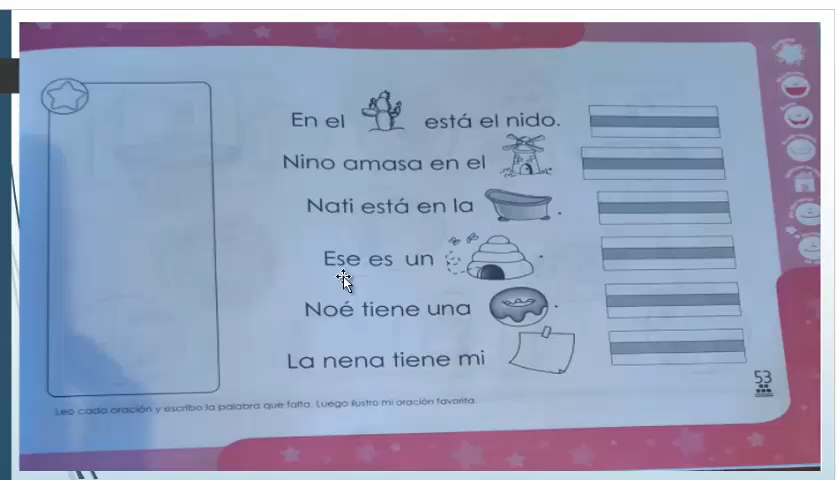 En el está el nido.
Nino amasa en el
Nati está en la .
Ese es un .
Noé tiene una .
La nena tiene mi
53
Leo cada oración y escribo la palabra que falta. Luego ilustro mi oración favorita.